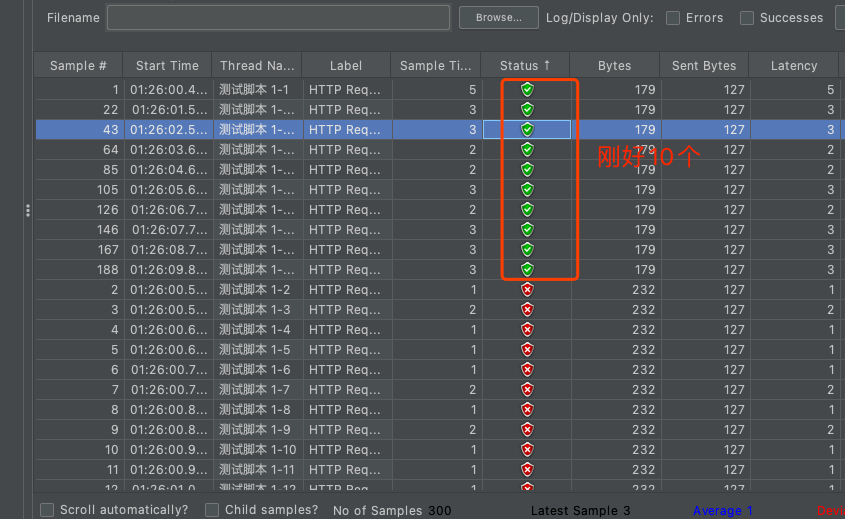 Filename Browse... Log/Display Only: Errors Successes
Sample # Start Time Thread Na... Label Sample Ti... Status ↑ Bytes Sent Bytes Latency
1 01:26:00.4... 测试脚本 1-1 HTTP Req... 5 179 127 5
22 01:26:01.5... 测试脚本 1-... HTTP Req... 3 179 127 3
43 01:26:02.5... 测试脚本 1-... HTTP Req... 3 179 127 3
64 01:26:03.6... 测试脚本 1-... HTTP Req... 2 179 127 2
刚好10个
85 01:26:04.6... 测试脚本 1-... HTTP Req... 2 179 127 2
105 01:26:05.6... 测试脚本 1-... HTTP Req... 3 179 127 3
126 01:26:06.7... 测试脚本 1-... HTTP Req... 2 179 127 2
146 01:26:07.7... 测试脚本 1-... HTTP Req... 3 179 127 3
167 01:26:08.7... 测试脚本 1-... HTTP Req... 3 179 127 3
188 01:26:09.8... 测试脚本 1-... HTTP Req... 3 179 127 3
2 01:26:00.5... 测试脚本 1-2 HTTP Req... 1 232 127 1
3 01:26:00.5... 测试脚本 1-3 HTTP Req... 2 232 127 2
4 01:26:00.6... 测试脚本 1-4 HTTP Req... 1 232 127 1
5 01:26:00.6... 测试脚本 1-5 HTTP Req... 1 232 127 1
6 01:26:00.7... 测试脚本 1-6 HTTP Req... 1 232 127 1
7 01:26:00.7... 测试脚本 1-7 HTTP Req... 2 232 127 2
8 01:26:00.8... 测试脚本 1-8 HTTP Req... 1 232 127 1
9 01:26:00.8... 测试脚本 1-9 HTTP Req... 2 232 127 2
10 01:26:00.9... 测试脚本 1-10 HTTP Req... 1 232 127 1
11 01:26:00.9... 测试脚本 1-11 HTTP Req... 1 232 127 1
12 01:26:01.0... 测试脚本 1-12 HTTP Req... 1 232 127 1
Scroll automatically? Child samples? No of Samples 300 Latest Sample 3 Average 1